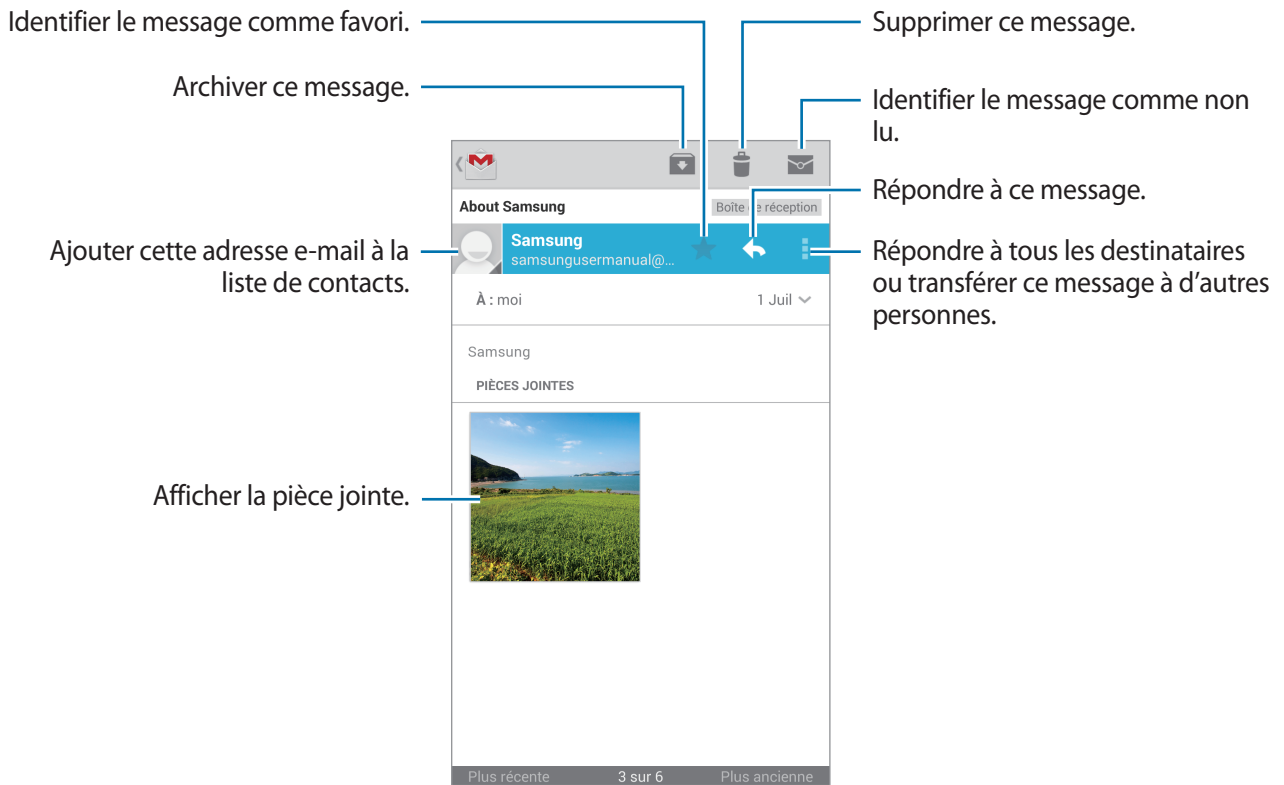 Identifier le message comme favori.
Archiver ce message.
Ajouter cette adresse e-mail à la
liste de contacts.
Afficher la pièce jointe.
About Samsung
Boîte de réception
Samsung
samsungusermanual@...
À : moi
1 Juil
Samsung
PIÈCES JOINTES
Plus récente
3 sur 6
Plus ancienne
Supprimer ce message.
Identifier le message comme non
lu.
Répondre à ce message.
Répondre à tous les destinataires
ou transférer ce message à d'autres
personnes.